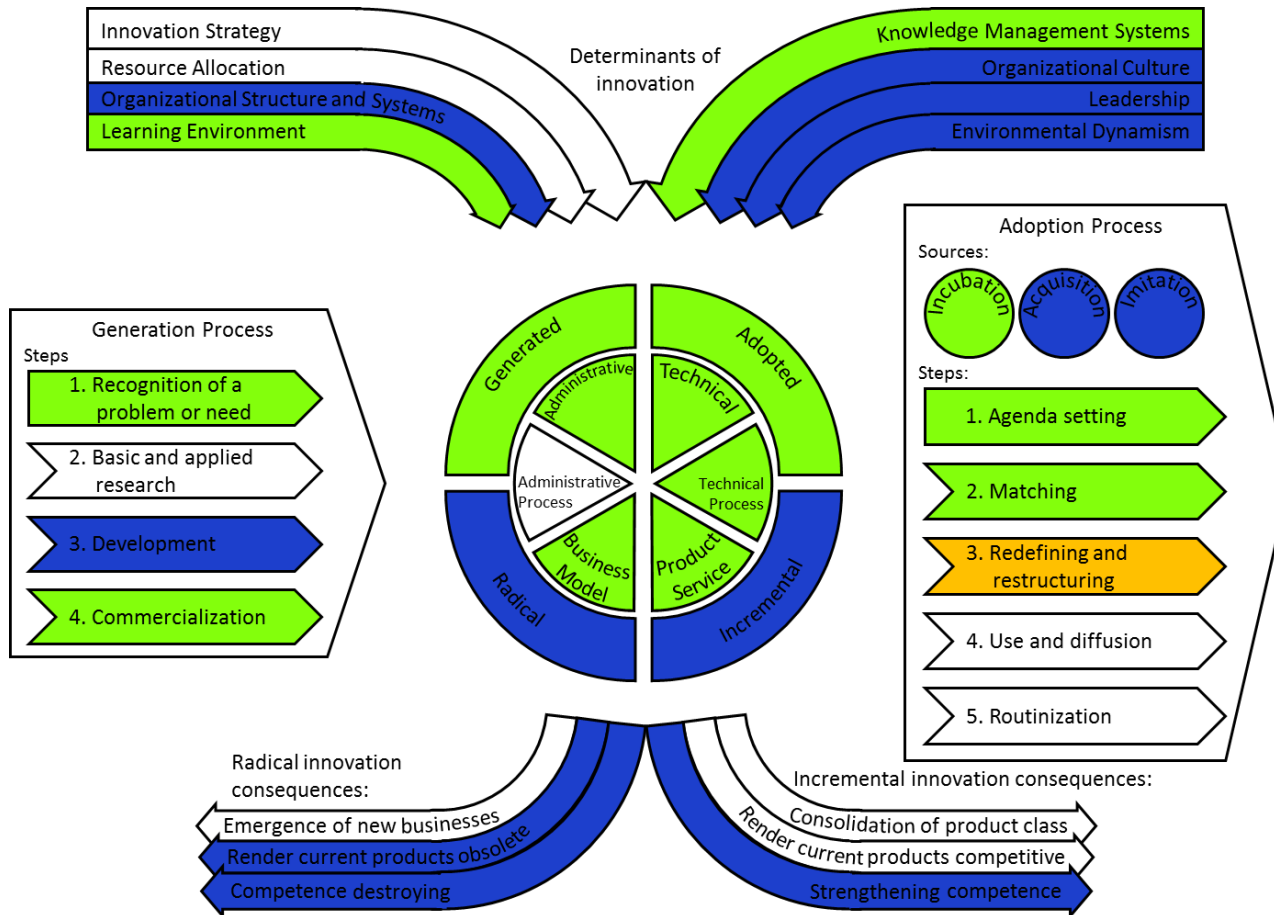 Innovation Strategy
Resource Allocation
Organizational Structure and Systems
Learning Environment
Determinants of
innovation
Knowledge Management Systems
Organizational Culture
Leadership
Environmental Dynamism
Generation Process
Steps
1. Recognition of a
problem or need
2. Basic and applied
research
3. Development
4. Commercialization
Generated
Adopted
Administrative
Technical
Administrative
Process
Technical
Process
Business
Model
Product
Service
Radical
Incremental
Adoption Process
Sources:
Incubation
Acquisition
Imitation
Steps:
1. Agenda setting
2. Matching
3. Redefining and
restructuring
4. Use and diffusion
5. Routinization
Radical innovation
consequences:
Emergence of new businesses
Render current products obsolete
Competence destroying
Incremental innovation consequences:
Consolidation of product class
Render current products competitive
Strengthening competence